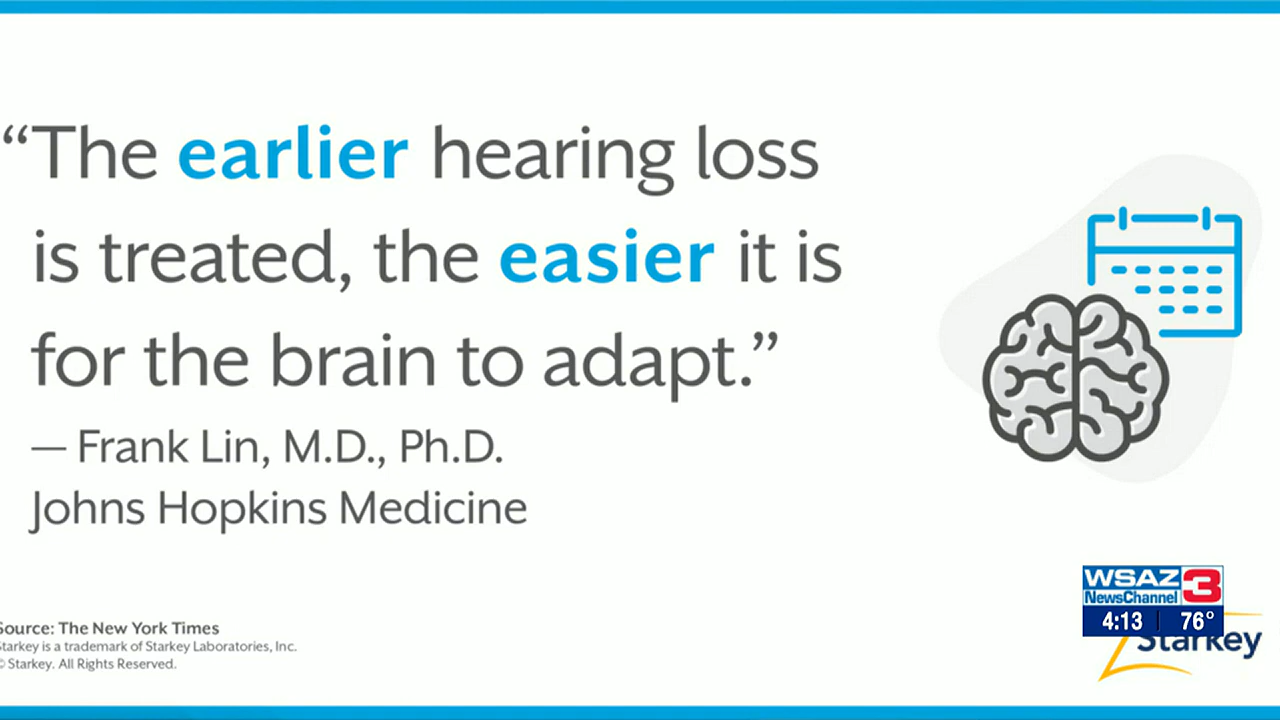 “The earlier hearing loss
is treated, the easier it is
for the brain to adapt.”
— Frank Lin, M.D., Ph.D.
Johns Hopkins Medicine
Source: The New York Times
Starkey is a trademark of Starkey Laboratories, Inc.
© Starkey. All Rights Reserved.
WSAZ 3
NewsChannel
4:13 76°
Starkey